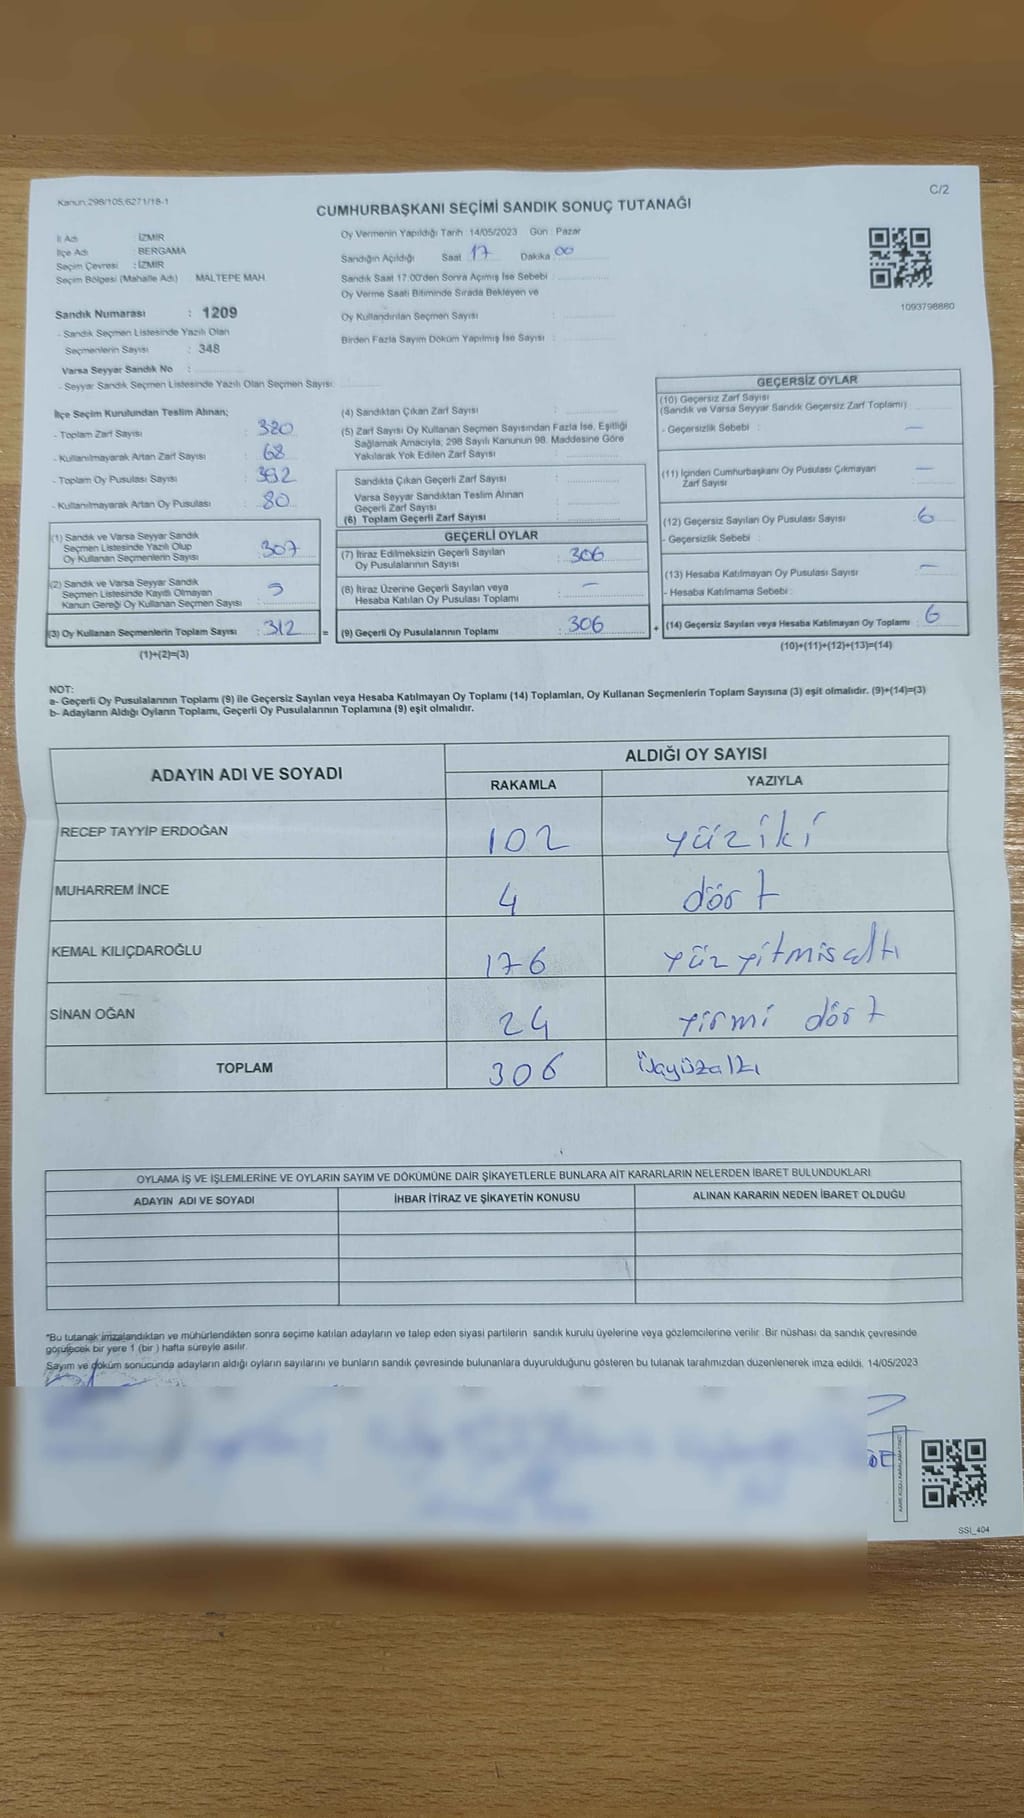 Kanun:298/105,6271/18-1
C/2
CUMHURBAŞKANI SEÇİMİ SANDIK SONUÇ TUTANAĞI
İl Adı : İZMİR
İlçe Adı : BERGAMA
Seçim Çevresi : İZMİR
Seçim Bölgesi (Mahalle Adı) : MALTEPE MAH.
Sandık Numarası : 1209
- Sandık Seçmen Listesinde Yazılı Olan
Seçmenlerin Sayısı : 348
Varsa Seyyar Sandık No :
- Seyyar Sandık Seçmen Listesinde Yazılı Olan Seçmen Sayısı:
Oy Vermenin Yapıldığı Tarih : 14/05/2023 Gün : Pazar
Sandığın Açıldığı Saat 17 Dakika 00
Sandık Saat 17.00'den Sonra Açımış İse Sebebi :
Oy Verme Saati Bitiminde Sırada Bekleyen ve
Oy Kullandırılan Seçmen Sayısı :
Birden Fazla Sayım Döküm Yapılmış İse Sayısı :
1093798880
İlçe Seçim Kurulundan Teslim Alınan;
- Toplam Zarf Sayısı : 380
- Kullanılmayarak Artan Zarf Sayısı : 68
- Toplam Oy Pusulası Sayısı : 392
- Kullanılmayarak Artan Oy Pusulası : 80
(1) Sandık ve Varsa Seyyar Sandık
Seçmen Listesinde Yazılı Olup
Oy Kullanan Seçmenlerin Sayısı : 307
(2) Sandık ve Varsa Seyyar Sandık
Seçmen Listesinde Kayıtlı Olmayan
Kanun Gereği Oy Kullanan Seçmen Sayısı : 5
(3) Oy Kullanan Seçmenlerin Toplam Sayısı : 312 =
(1)+(2)=(3)
(4) Sandıktan Çıkan Zarf Sayısı :
(5) Zarf Sayısı Oy Kullanan Seçmen Sayısından Fazla İse, Eşitliği
Sağlamak Amacıyla, 298 Sayılı Kanunun 98. Maddesine Göre
Yakılarak Yok Edilen Zarf Sayısı :
Sandıkta Çıkan Geçerli Zarf Sayısı :
Varsa Seyyar Sandıktan Teslim Alınan
Geçerli Zarf Sayısı :
(6) Toplam Geçerli Zarf Sayısı :
GEÇERLİ OYLAR
(7) İtiraz Edilmeksizin Geçerli Sayılan
Oy Pusulalarının Sayısı : 306
(8) İtiraz Üzerine Geçerli Sayılan veya
Hesaba Katılan Oy Pusulası Toplamı : –
(9) Geçerli Oy Pusulalarının Toplamı : 306 +
GEÇERSİZ OYLAR
(10) Geçersiz Zarf Sayısı
(Sandık ve Varsa Seyyar Sandık Geçersiz Zarf Toplamı)
- Geçersizlik Sebebi : –
(11) İçinden Cumhurbaşkanı Oy Pusulası Çıkmayan
Zarf Sayısı : –
(12) Geçersiz Sayılan Oy Pusulası Sayısı : 6
- Geçersizlik Sebebi :
(13) Hesaba Katılmayan Oy Pusulası Sayısı : –
- Hesaba Katılmama Sebebi :
(14) Geçersiz Sayılan veya Hesaba Katılmayan Oy Toplamı : 6
(10)+(11)+(12)+(13)=(14)
NOT:
a- Geçerli Oy Pusulalarının Toplamı (9) ile Geçersiz Sayılan veya Hesaba Katılmayan Oy Toplamı (14) Toplamları, Oy Kullanan Seçmenlerin Toplam Sayısına (3) eşit olmalıdır. (9)+(14)=(3)
b- Adayların Aldığı Oyların Toplamı, Geçerli Oy Pusulalarının Toplamına (9) eşit olmalıdır.
ADAYIN ADI VE SOYADI
ALDIĞI OY SAYISI
RAKAMLA YAZIYLA
RECEP TAYYİP ERDOĞAN 102 yüziki
MUHARREM İNCE 4 dört
KEMAL KILIÇDAROĞLU 176 yüzyitmisaltı
SİNAN OĞAN 24 yirmi dört
TOPLAM 306 üçyüzaltı
OYLAMA İŞ VE İŞLEMLERİNE VE OYLARIN SAYIM VE DÖKÜMÜNE DAİR ŞİKAYETLERLE BUNLARA AİT KARARLARIN NELERDEN İBARET BULUNDUKLARI
ADAYIN ADI VE SOYADI İHBAR İTİRAZ VE ŞİKAYETİN KONUSU ALINAN KARARIN NEDEN İBARET OLDUĞU
*Bu tutanak imzalandıktan ve mühürlendikten sonra seçime katılan adayların ve talep eden siyasi partilerin sandık kurulu üyelerine veya gözlemcilerine verilir. Bir nüshası da sandık çevresinde
görülecek bir yere 1 (bir ) hafta süreyle asılır.
Sayım ve döküm sonucunda adayların aldığı oyların sayılarını ve bunların sandık çevresinde bulunanlara duyurulduğunu gösteren bu tutanak tarafımızdan düzenlenerek imza edildi. 14/05/2023
SSI_404